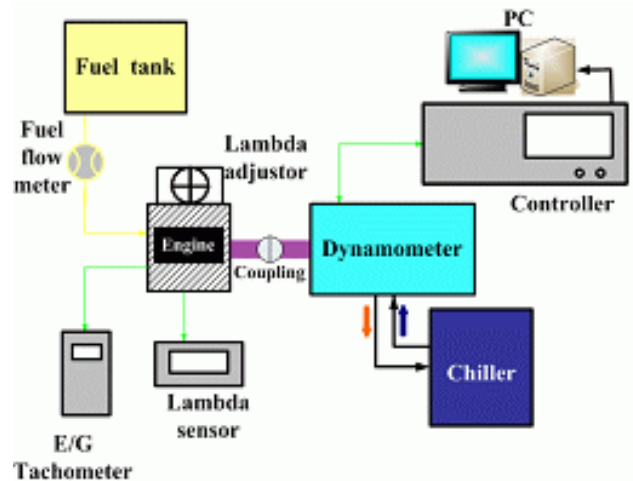 PC
Fuel tank
Fuel
flow
meter
Lambda
adjustor
Controller
Engine
Coupling
Dynamometer
Chiller
Lambda
sensor
E/G
Tachometer